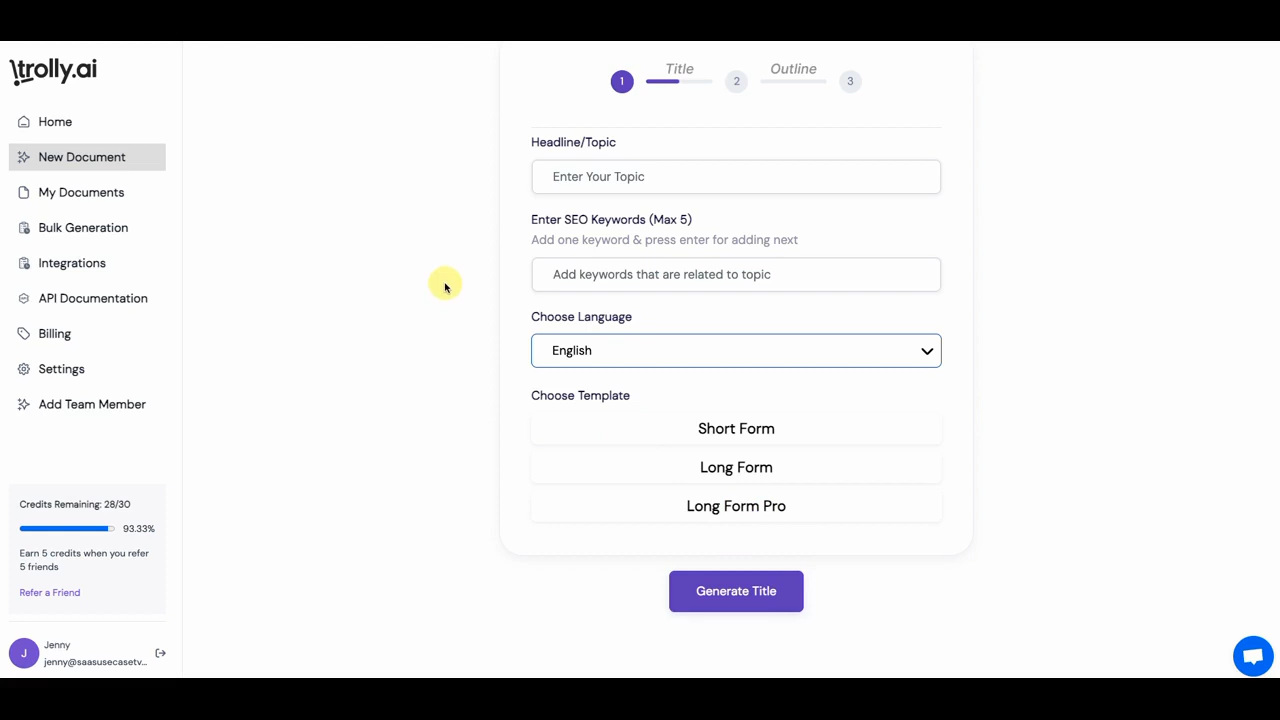 trolly.ai
Home
New Document
My Documents
Bulk Generation
Integrations
API Documentation
Billing
Settings
Add Team Member
Credits Remaining: 28/30
93.33%
Earn 5 credits when you refer
5 friends
Refer a Friend
J
Jenny
jenny@saasusecasetv...
1
Title
2
Outline
3
Headline/Topic
Enter Your Topic
Enter SEO Keywords (Max 5)
Add one keyword & press enter for adding next
Add keywords that are related to topic
Choose Language
English
Choose Template
Short Form
Long Form
Long Form Pro
Generate Title